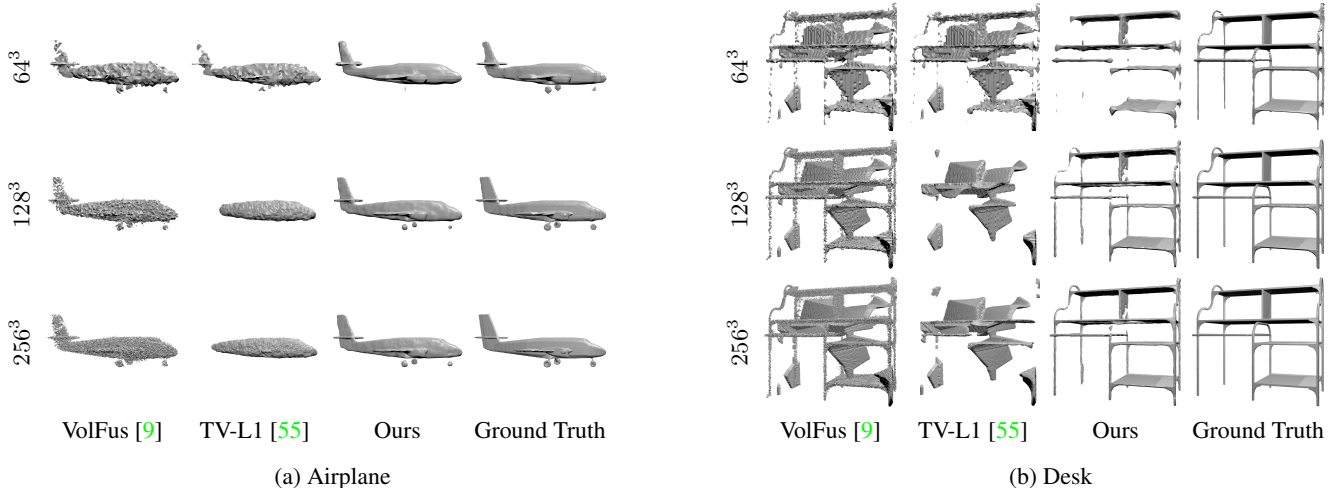 64³
128³
256³
VolFus [9] TV-L1 [55] Ours Ground Truth
(a) Airplane
64³
128³
256³
VolFus [9] TV-L1 [55] Ours Ground Truth
(b) Desk